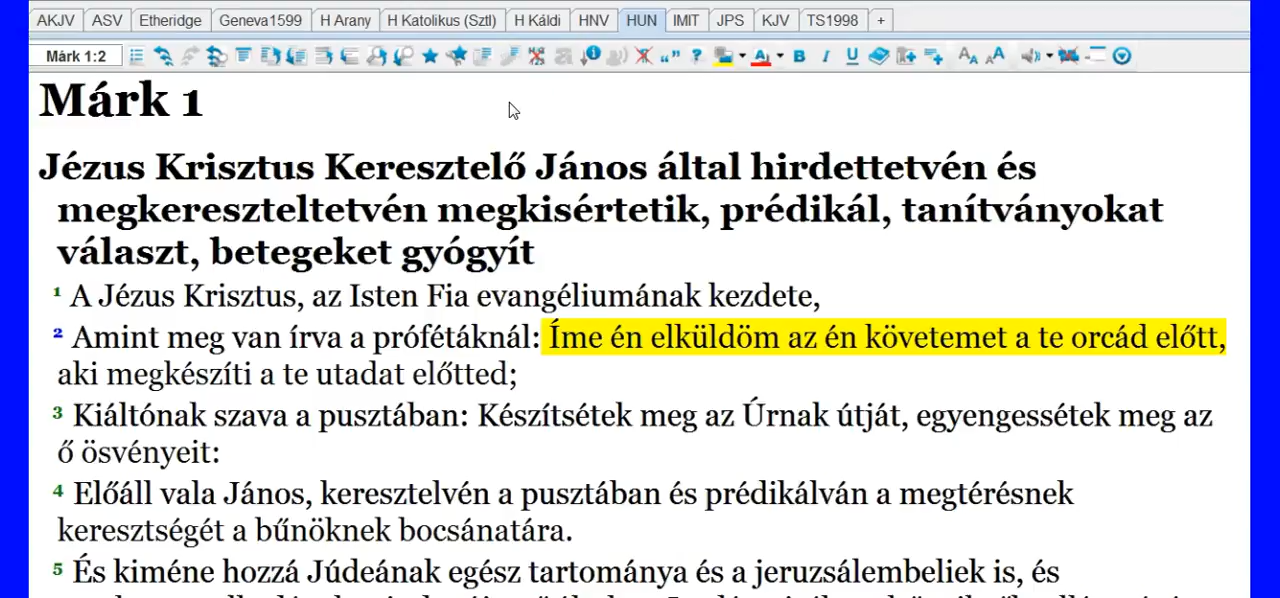 AKJV ASV Etheridge Geneva1599 H Arany H Katolikus (Sztl) H Káldi HNV HUN IMIT JPS KJV TS1998 +
Márk 1:2
Márk 1
Jézus Krisztus Keresztelő János által hirdettetvén és
megkereszteltetvén megkisértetik, prédikál, tanítványokat
választ, betegeket gyógyít
1 A Jézus Krisztus, az Isten Fia evangéliumának kezdete,
2 Amint meg van írva a prófétáknál: Íme én elküldöm az én követemet a te orcád előtt,
aki megkészíti a te utadat előtted;
3 Kiáltónak szava a pusztában: Készítsétek meg az Úrnak útját, egyengessétek meg az
ő ösvényeit:
4 Előáll vala János, keresztelvén a pusztában és prédikálván a megtérésnek
keresztségét a bűnöknek bocsánatára.
5 És kiméne hozzá Júdeának egész tartománya és a jeruzsálembeliek is, és